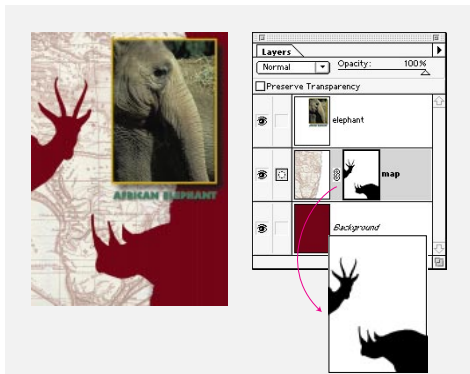 AFRICAN ELEPHANT
Layers
Normal
Opacity: 100%
Preserve Transparency
elephant
map
Background